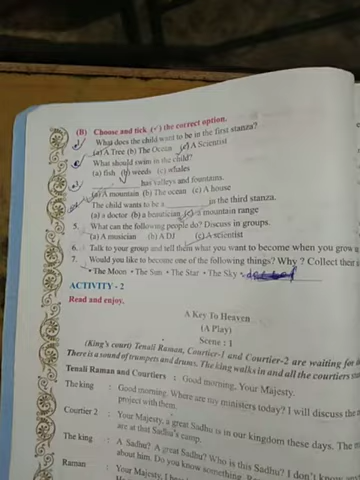 (B) Choose and tick (✓) the correct option.
1. What does the child want to be in the first stanza?
(a) A Tree (b) The Ocean (c) A Scientist
2. What should swim in the child?
(a) fish (b) weeds (c) whales
3. has valleys and fountains.
(a) A mountain (b) The ocean (c) A house
4. The child wants to be a ______ in the third stanza.
(a) a doctor (b) a beautician (c) a mountain range
5. What can the following people do? Discuss in groups.
(a) A musician (b) A DJ (c) A scientist
6. Talk to your group and tell them what you want to become when you grow u
7. Would you like to become one of the following things? Why? Collect their
• The Moon • The Sun • The Star • The Sky
ACTIVITY - 2
Read and enjoy.
A Key To Heaven
(A Play)
Scene : 1
(King's court) Tenali Raman, Courtier-1 and Courtier-2 are waiting for
There is a sound of trumpets and drums. The king walks in and all the courtiers
Tenali Raman and Courtiers : Good morning, Your Majesty.
The king : Good morning. Where are my ministers today? I will discuss the
project with them.
Courtier 2 : Your Majesty, a great Sadhu is in our kingdom these days. The
are at that Sadhu's camp.
The king : A Sadhu? A great Sadhu? Who is this Sadhu? I don't know
about him. Do you know something,
Raman : Your Majesty, I